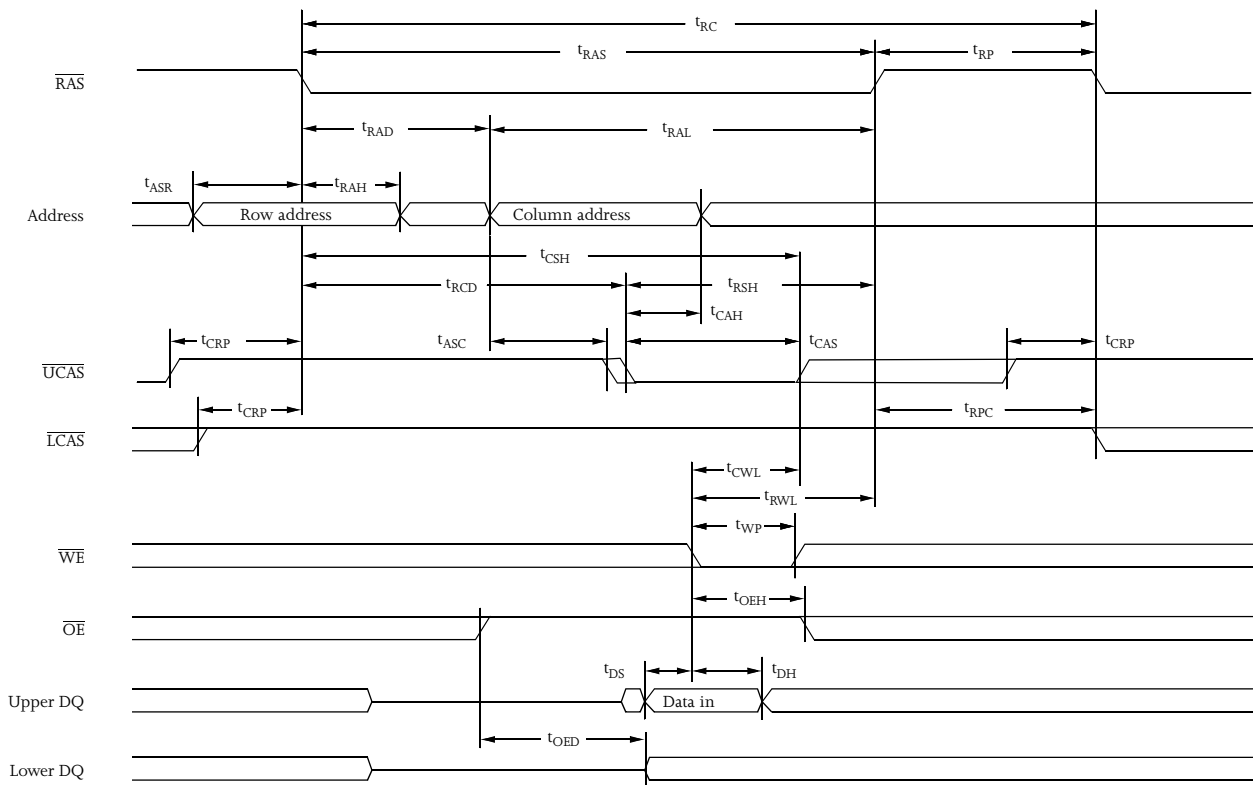 tRC
tRAS tRP
RAS
tRAD tRAL
tASR tRAH
Address Row address Column address
tCSH
tRCD tRSH
tCAH
tCRP tASC tCAS tCRP
UCAS
tCRP tRPC
LCAS
tCWL
tRWL
tWP
WE
tOEH
OE
tDS tDH
Upper DQ Data in
tOED
Lower DQ